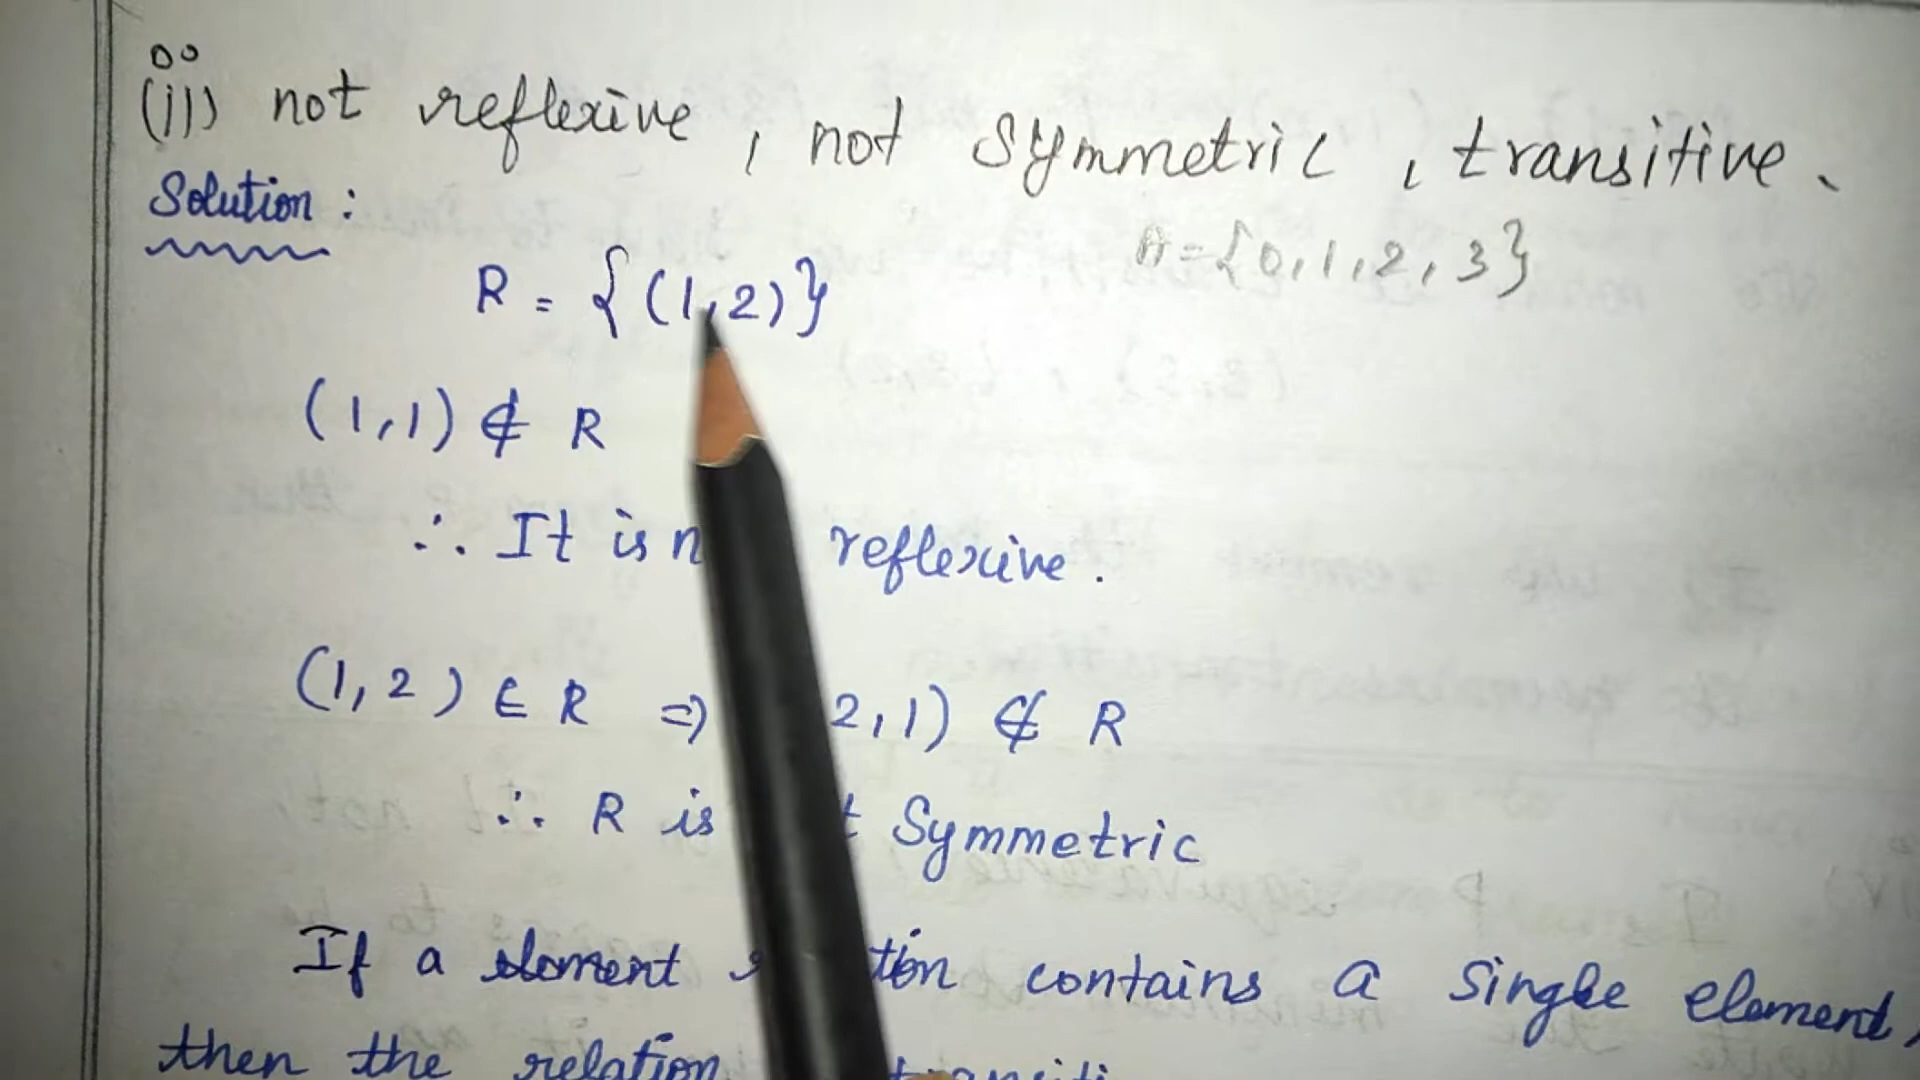 (ii) not reflexive, not Symmetric, transitive.
Solution:
A={0,1,2,3}
R = {(1,2)}
(1,1) ∉ R
∴ It is reflexive.
(1,2) ∈ R ⇒ 2,1) ∉ R
∴ R is Symmetric
If a contains a Single element,
then the relation